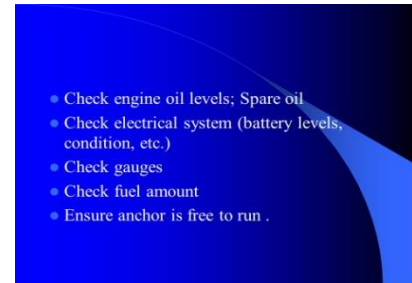 Check engine oil levels; Spare oil
Check electrical system (battery levels,
condition, etc.)
Check gauges
Check fuel amount
Ensure anchor is free to run .